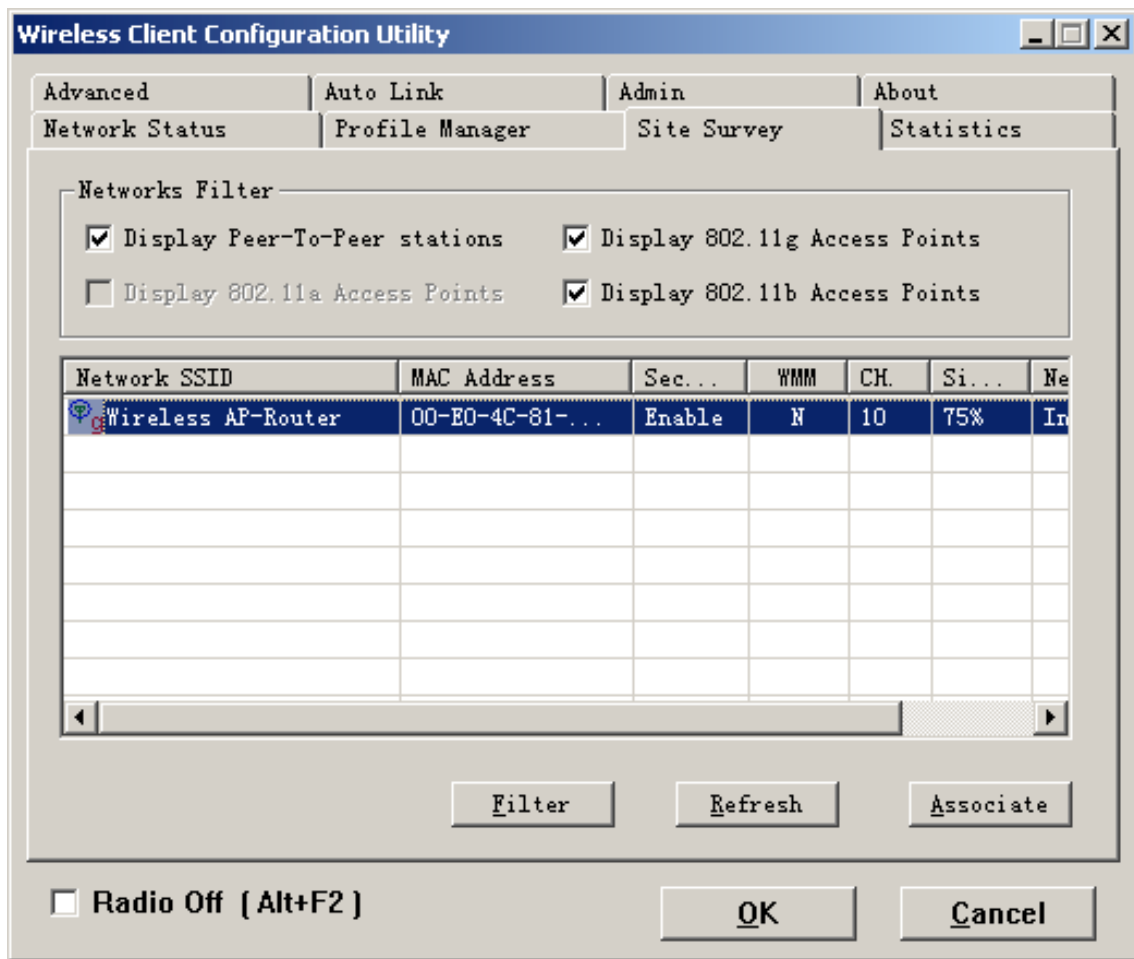 Wireless Client Configuration Utility
Advanced Auto Link Admin About
Network Status Profile Manager Site Survey Statistics
Networks Filter
Display Peer-To-Peer stations Display 802.11g Access Points
Display 802.11a Access Points Display 802.11b Access Points
Network SSID MAC Address Sec... WMM CH. Si... Ne
g Wireless AP-Router 00-E0-4C-81-... Enable N 10 75% In
Filter Refresh Associate
Radio Off ( Alt+F2 ) OK Cancel